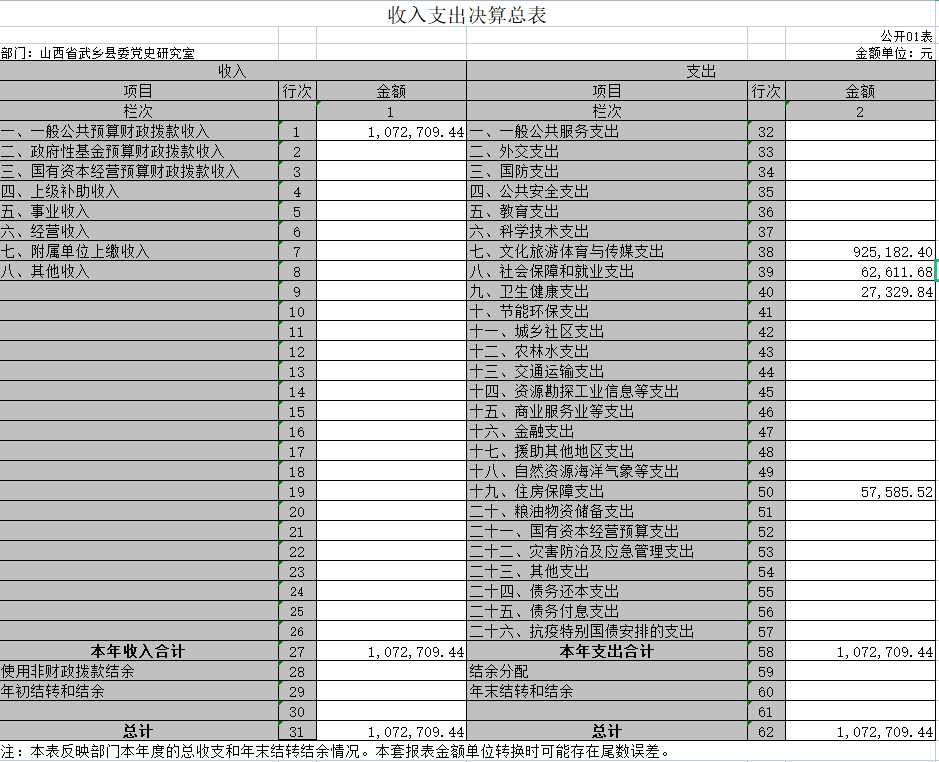 收入支出决算总表
公开01表
部门：山西省武乡县委党史研究室 金额单位：元
收入 支出
项目 行次 金额 项目 行次 金额
栏次 1 栏次 2
一、一般公共预算财政拨款收入 1 1,072,709.44 一、一般公共服务支出 32
二、政府性基金预算财政拨款收入 2 二、外交支出 33
三、国有资本经营预算财政拨款收入 3 三、国防支出 34
四、上级补助收入 4 四、公共安全支出 35
五、事业收入 5 五、教育支出 36
六、经营收入 6 六、科学技术支出 37
七、附属单位上缴收入 7 七、文化旅游体育与传媒支出 38 925,182.40
八、其他收入 8 八、社会保障和就业支出 39 62,611.68
9 九、卫生健康支出 40 27,329.84
10 十、节能环保支出 41
11 十一、城乡社区支出 42
12 十二、农林水支出 43
13 十三、交通运输支出 44
14 十四、资源勘探工业信息等支出 45
15 十五、商业服务业等支出 46
16 十六、金融支出 47
17 十七、援助其他地区支出 48
18 十八、自然资源海洋气象等支出 49
19 十九、住房保障支出 50 57,585.52
20 二十、粮油物资储备支出 51
21 二十一、国有资本经营预算支出 52
22 二十二、灾害防治及应急管理支出 53
23 二十三、其他支出 54
24 二十四、债务还本支出 55
25 二十五、债务付息支出 56
26 二十六、抗疫特别国债安排的支出 57
本年收入合计 27 1,072,709.44 本年支出合计 58 1,072,709.44
使用非财政拨款结余 28 结余分配 59
年初结转和结余 29 年末结转和结余 60
30 61
总计 31 1,072,709.44 总计 62 1,072,709.44
注：本表反映部门本年度的总收支和年末结转结余情况。本套报表金额单位转换时可能存在尾数误差。